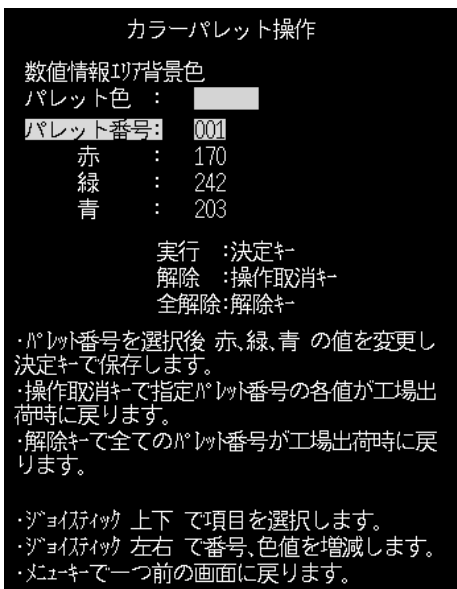 カラーパレット操作
数値情報ｴﾘｱ背景色
パレット色 :
パレット番号: 001
赤 : 170
緑 : 242
青 : 203
実行 :決定ｷｰ
解除 :操作取消ｷｰ
全解除:解除ｷｰ
･ﾊﾟﾚｯﾄ番号を選択後 赤､緑､青 の値を変更し
決定ｷｰで保存します。
･操作取消ｷｰで指定ﾊﾟﾚｯﾄ番号の各値が工場出
荷時に戻ります。
･解除ｷｰで全てのﾊﾟﾚｯﾄ番号が工場出荷時に戻
ります。
･ｼﾞｮｲｽﾃｨｯｸ 上下 で項目を選択します。
･ｼﾞｮｲｽﾃｨｯｸ 左右 で番号､色値を増減します。
･ﾒﾆｭｰｷｰで一つ前の画面に戻ります。